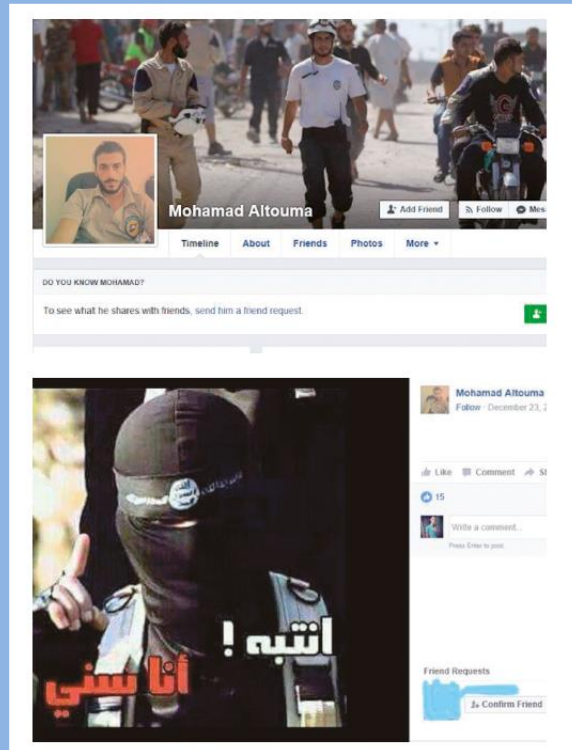 Mohamad Altouma
Add Friend
Follow
Timeline
About
Friends
Photos
More
DO YOU KNOW MOHAMAD?
To see what he shares with friends, send him a friend request.
Mohamad Altouma
Follow · December 23, 2
Like
Comment
15
Write a comment...
Press Enter to post.
انتبه !
أنا سني
Friend Requests
Confirm Friend